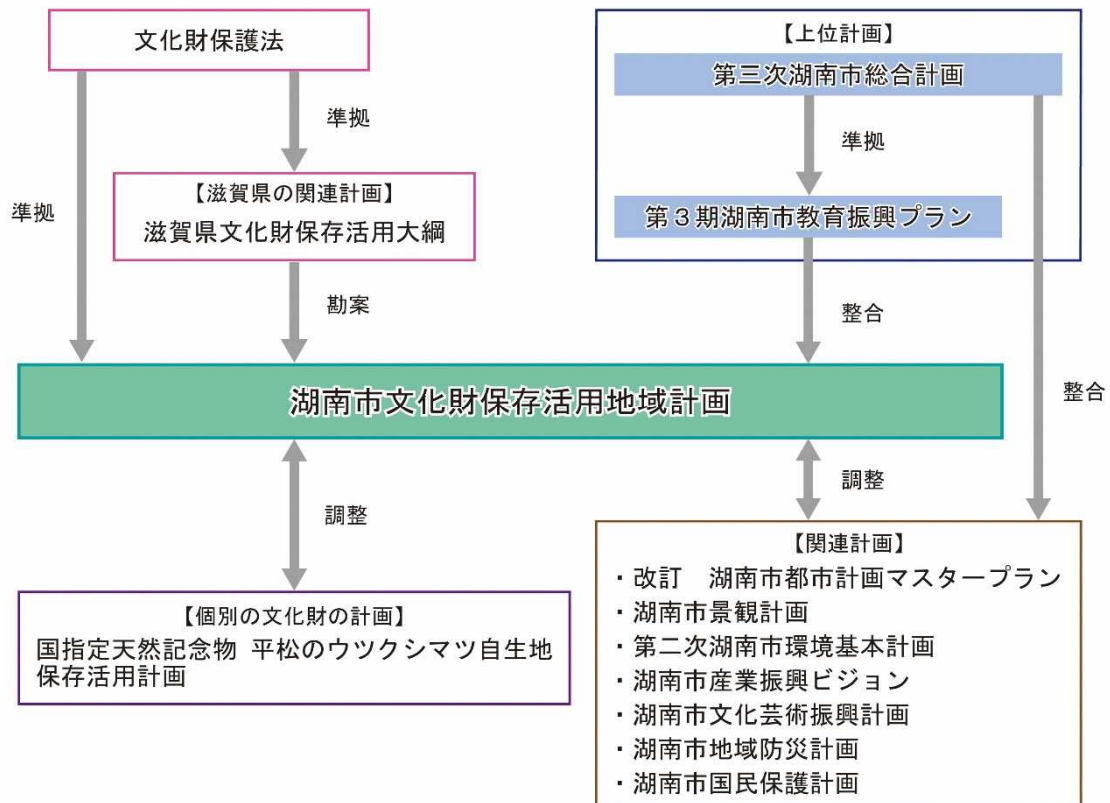 文化財保護法
準拠
準拠
【滋賀県の関連計画】
滋賀県文化財保存活用大綱
勘案
【上位計画】
第三次湖南市総合計画
準拠
第3期湖南市教育振興プラン
整合
整合
湖南市文化財保存活用地域計画
調整
調整
【個別の文化財の計画】
国指定天然記念物 平松のウツクシマツ自生地
保存活用計画
【関連計画】
・改訂　湖南市都市計画マスタープラン
・湖南市景観計画
・第二次湖南市環境基本計画
・湖南市産業振興ビジョン
・湖南市文化芸術振興計画
・湖南市地域防災計画
・湖南市国民保護計画